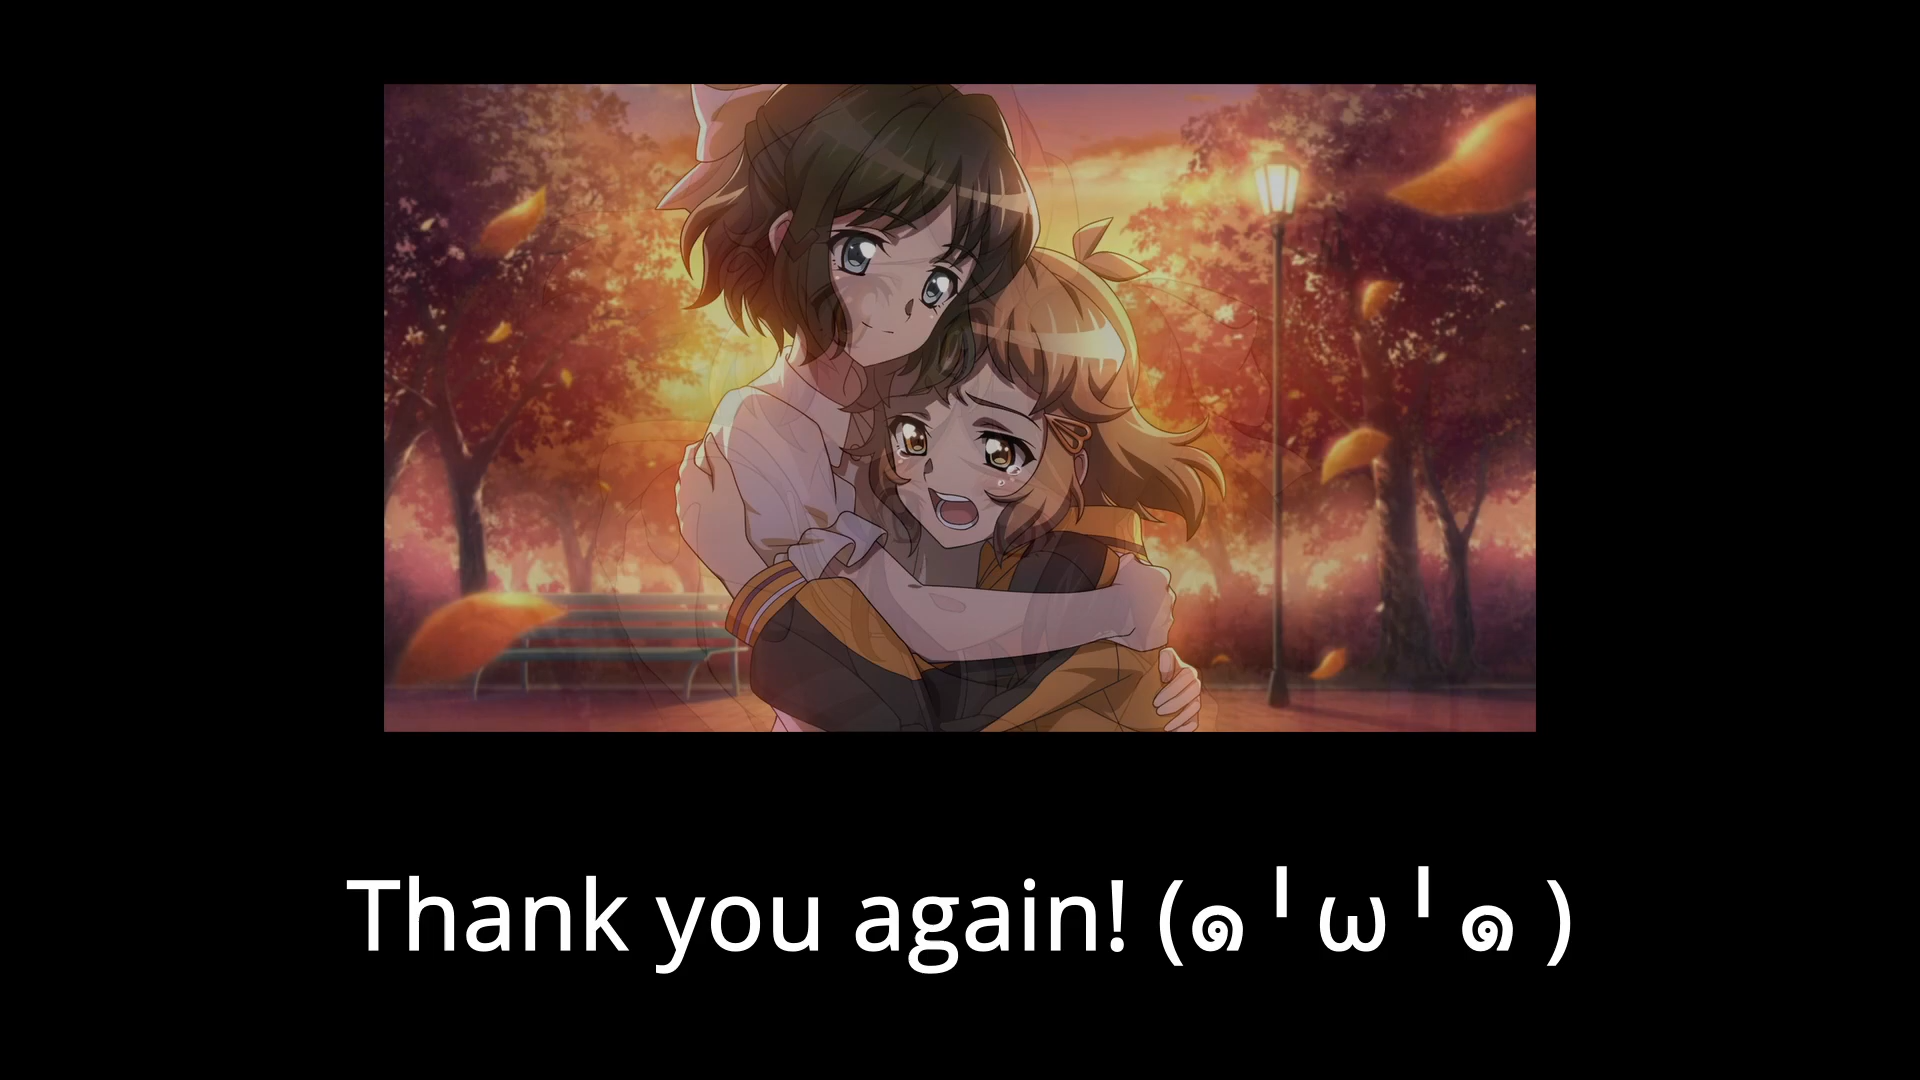 Thank you again! (๑╹ω╹๑ )